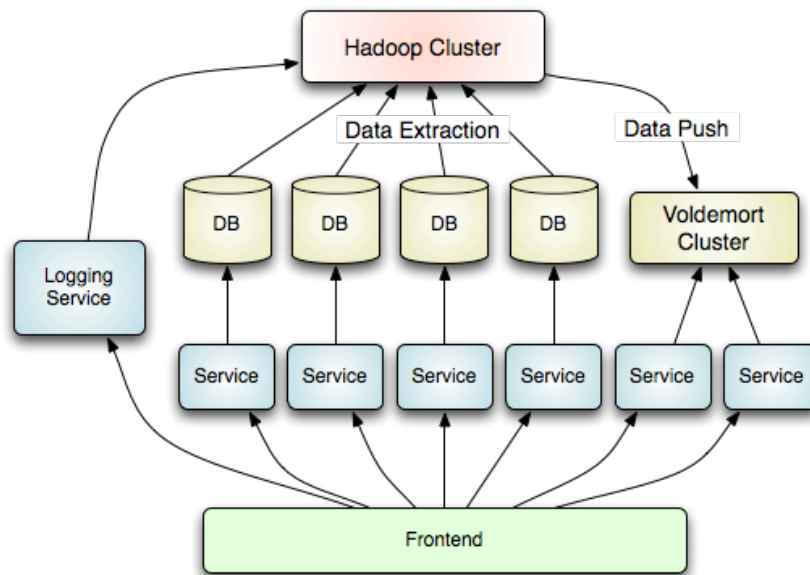 Hadoop Cluster
Data Extraction
Data Push
DB
DB
DB
DB
Voldemort
Cluster
Logging
Service
Service
Service
Service
Service
Service
Service
Frontend